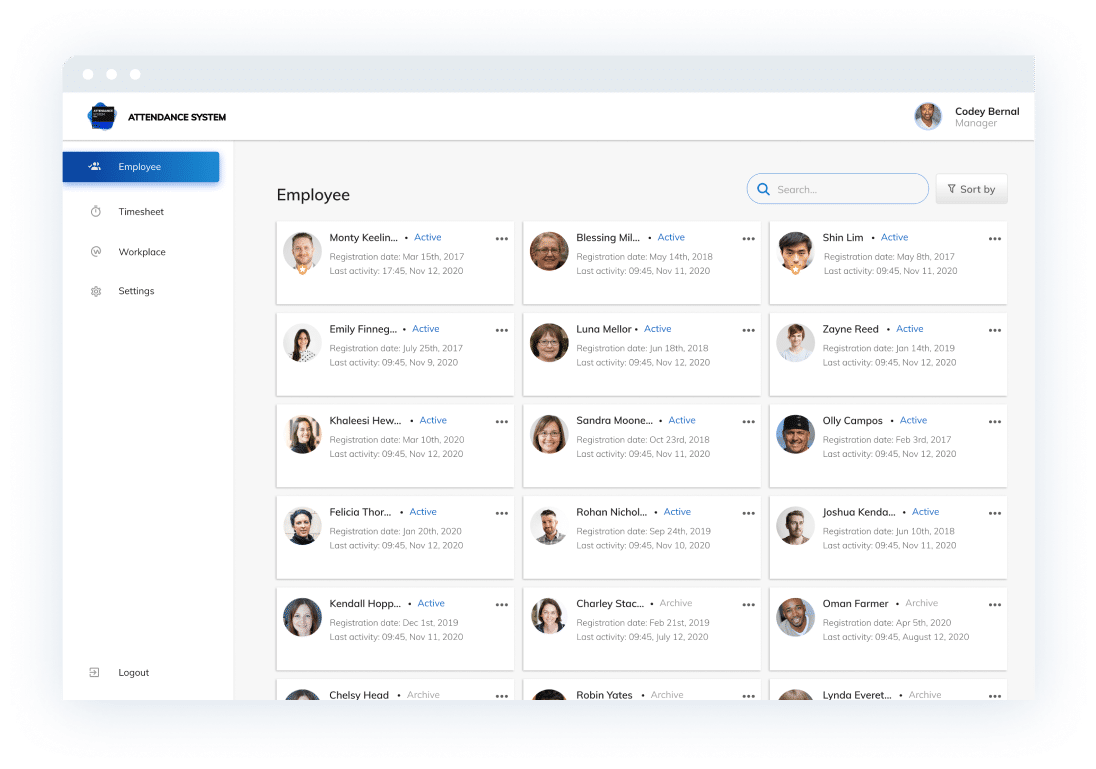 ATTENDANCE SYSTEM
Codey Bernal
Manager
Employee
Timesheet
Workplace
Settings
Logout
Employee
Search...
Sort by
Monty Keelin... • Active
Registration date: Mar 15th, 2017
Last activity: 17:45, Nov 12, 2020
Blessing Mil... • Active
Registration date: May 14th, 2018
Last activity: 09:45, Nov 11, 2020
Shin Lim • Active
Registration date: May 8th, 2017
Last activity: 09:45, Nov 11, 2020
Emily Finneg... • Active
Registration date: July 25th, 2017
Last activity: 09:45, Nov 9, 2020
Luna Mellor • Active
Registration date: Jun 18th, 2018
Last activity: 09:45, Nov 12, 2020
Zayne Reed • Active
Registration date: Jan 14th, 2019
Last activity: 09:45, Nov 12, 2020
Khaleesi Hew... • Active
Registration date: Mar 10th, 2020
Last activity: 09:45, Nov 12, 2020
Sandra Moone... • Active
Registration date: Oct 23rd, 2018
Last activity: 09:45, Nov 11, 2020
Olly Campos • Active
Registration date: Feb 3rd, 2017
Last activity: 09:45, Nov 12, 2020
Felicia Thor... • Active
Registration date: Jan 20th, 2020
Last activity: 09:45, Nov 12, 2020
Rohan Nichol... • Active
Registration date: Sep 24th, 2019
Last activity: 09:45, Nov 10, 2020
Joshua Kenda... • Active
Registration date: Jun 10th, 2018
Last activity: 09:45, Nov 11, 2020
Kendall Hopp... • Active
Registration date: Dec 1st, 2019
Last activity: 09:45, Nov 11, 2020
Charley Stac... • Archive
Registration date: Feb 21st, 2019
Last activity: 09:45, July 12, 2020
Oman Farmer • Archive
Registration date: Apr 5th, 2020
Last activity: 09:45, August 12, 2020
Chelsy Head • Archive
Robin Yates • Archive
Lynda Everet... • Archive